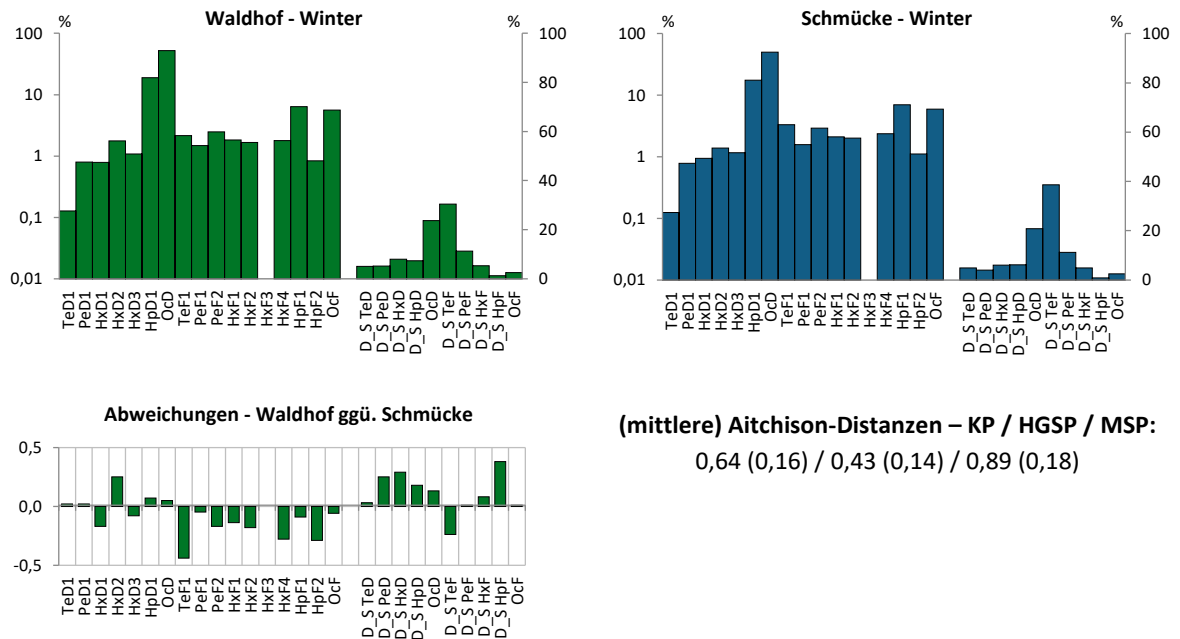 Waldhof - Winter
% %
100 100
10 80
1 60
40
0,1 20
0,01 0
TeD1 PeD1 HxD1 HxD2 HxD3 HpD1 OcD TeF1 PeF1 PeF2 HxF1 HxF2 HxF3 HxF4 HpF1 HpF2 OcF D_S TeD D_S PeD D_S HxD D_S HpD OcD D_S TeF D_S PeF D_S HxF D_S HpF OcF
Schmücke - Winter
% %
100 100
10 80
1 60
40
0,1 20
0,01 0
TeD1 PeD1 HxD1 HxD2 HxD3 HpD1 OcD TeF1 PeF1 PeF2 HxF1 HxF2 HxF3 HxF4 HpF1 HpF2 OcF D_S TeD D_S PeD D_S HxD D_S HpD OcD D_S TeF D_S PeF D_S HxF D_S HpF OcF
Abweichungen - Waldhof ggü. Schmücke
0,5
0,0
-0,5
TeD1 PeD1 HxD1 HxD2 HxD3 HpD1 OcD TeF1 PeF1 PeF2 HxF1 HxF2 HxF3 HxF4 HpF1 HpF2 OcF D_S TeD D_S PeD D_S HxD D_S HpD OcD D_S TeF D_S PeF D_S HxF D_S HpF OcF
(mittlere) Aitchison-Distanzen – KP / HGSP / MSP:
0,64 (0,16) / 0,43 (0,14) / 0,89 (0,18)